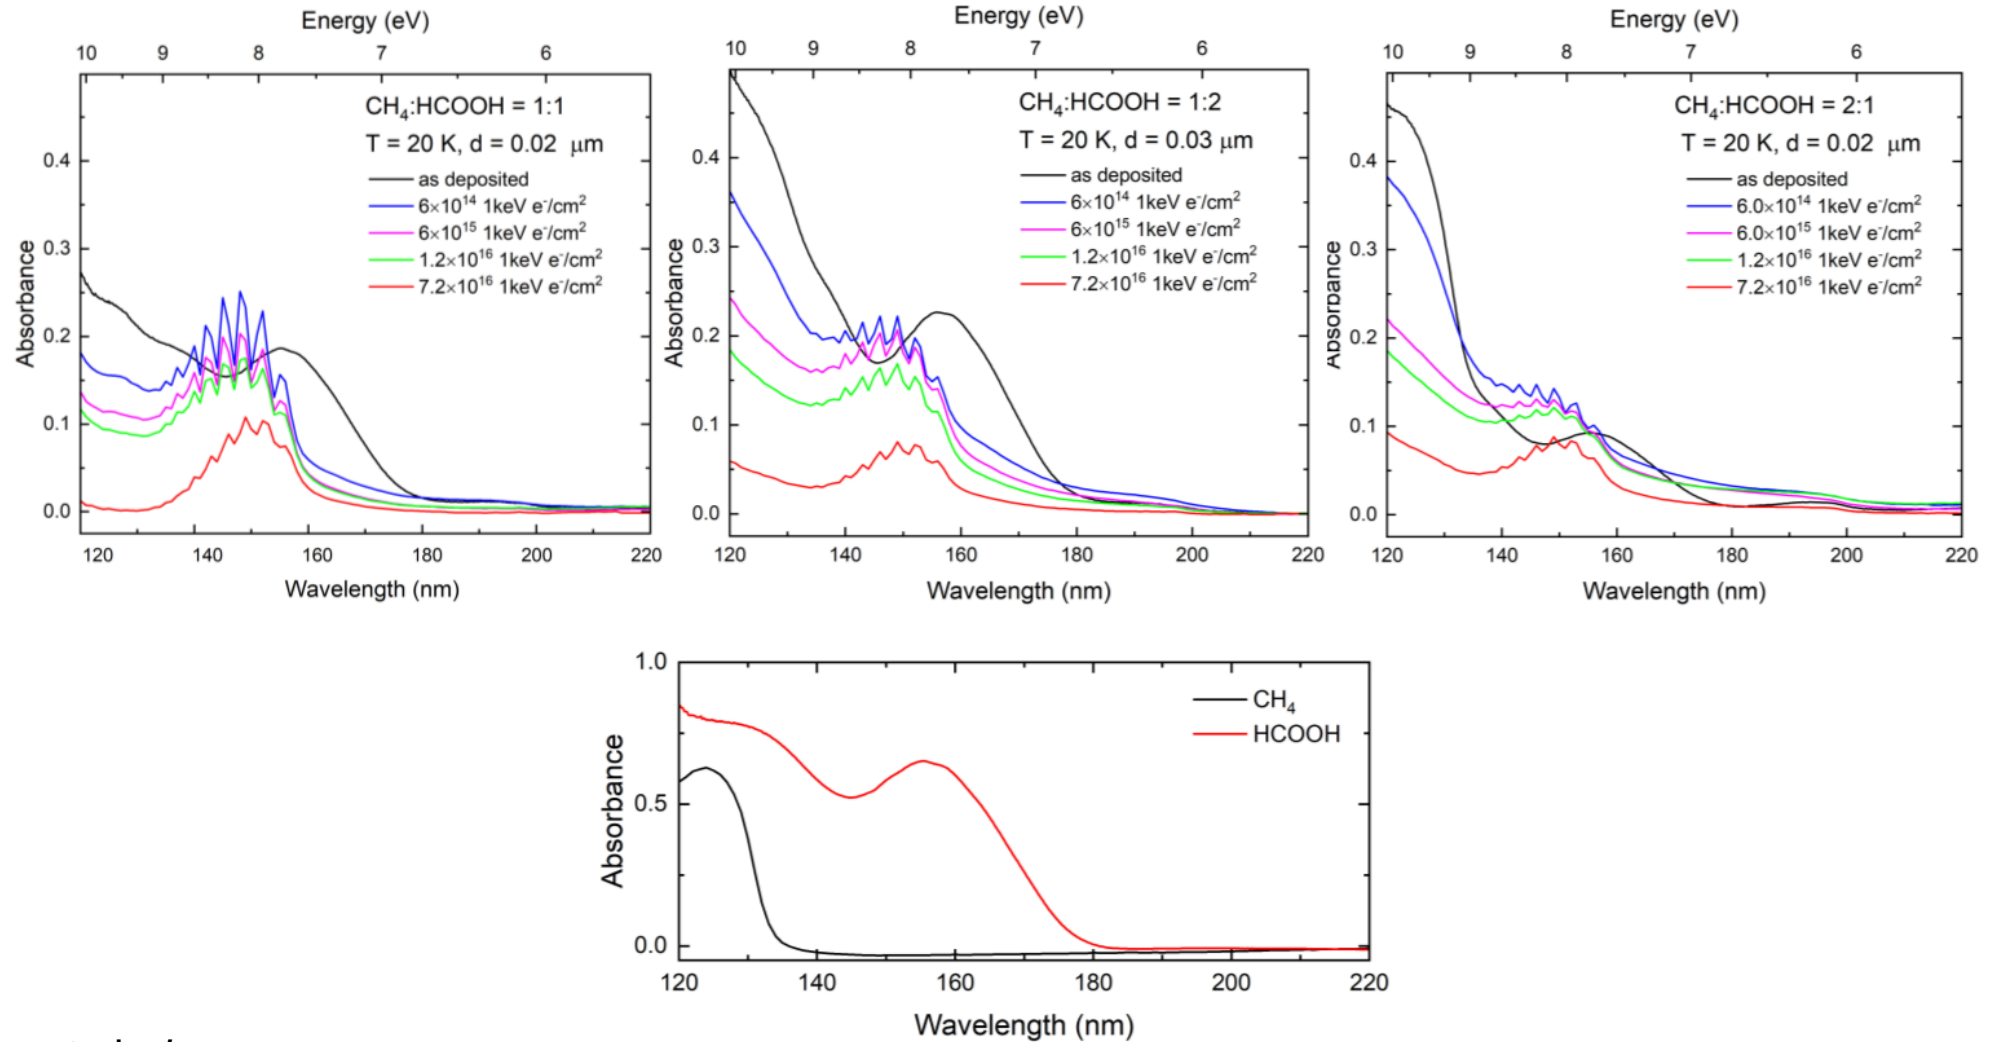 Energy (eV)
10 9 8 7 6
CH4:HCOOH = 1:1
T = 20 K, d = 0.02 μm
as deposited
6×10^14 1keV e-/cm^2
6×10^15 1keV e-/cm^2
1.2×10^16 1keV e-/cm^2
7.2×10^16 1keV e-/cm^2
Absorbance
0.4
0.3
0.2
0.1
0.0
120 140 160 180 200 220
Wavelength (nm)
Energy (eV)
10 9 8 7 6
CH4:HCOOH = 1:2
T = 20 K, d = 0.03 μm
as deposited
6×10^14 1keV e-/cm^2
6×10^15 1keV e-/cm^2
1.2×10^16 1keV e-/cm^2
7.2×10^16 1keV e-/cm^2
Absorbance
0.4
0.3
0.2
0.1
0.0
120 140 160 180 200 220
Wavelength (nm)
Energy (eV)
10 9 8 7 6
CH4:HCOOH = 2:1
T = 20 K, d = 0.02 μm
as deposited
6.0×10^14 1keV e-/cm^2
6.0×10^15 1keV e-/cm^2
1.2×10^16 1keV e-/cm^2
7.2×10^16 1keV e-/cm^2
Absorbance
0.4
0.3
0.2
0.1
0.0
120 140 160 180 200 220
Wavelength (nm)
CH4
HCOOH
Absorbance
1.0
0.5
0.0
120 140 160 180 200 220
Wavelength (nm)